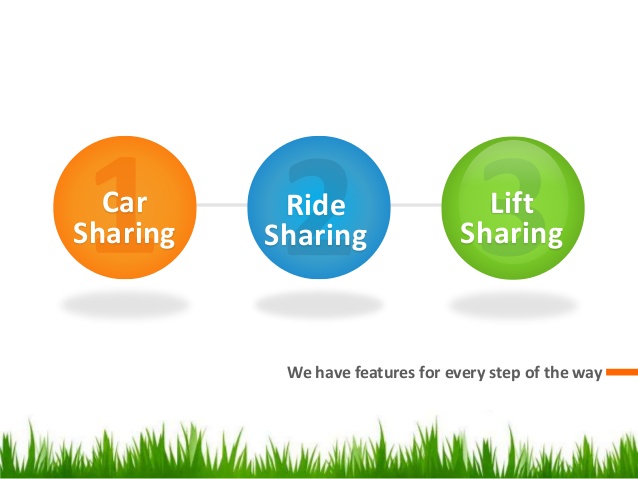 1
Car
Sharing
2
Ride
Sharing
3
Lift
Sharing
We have features for every step of the way